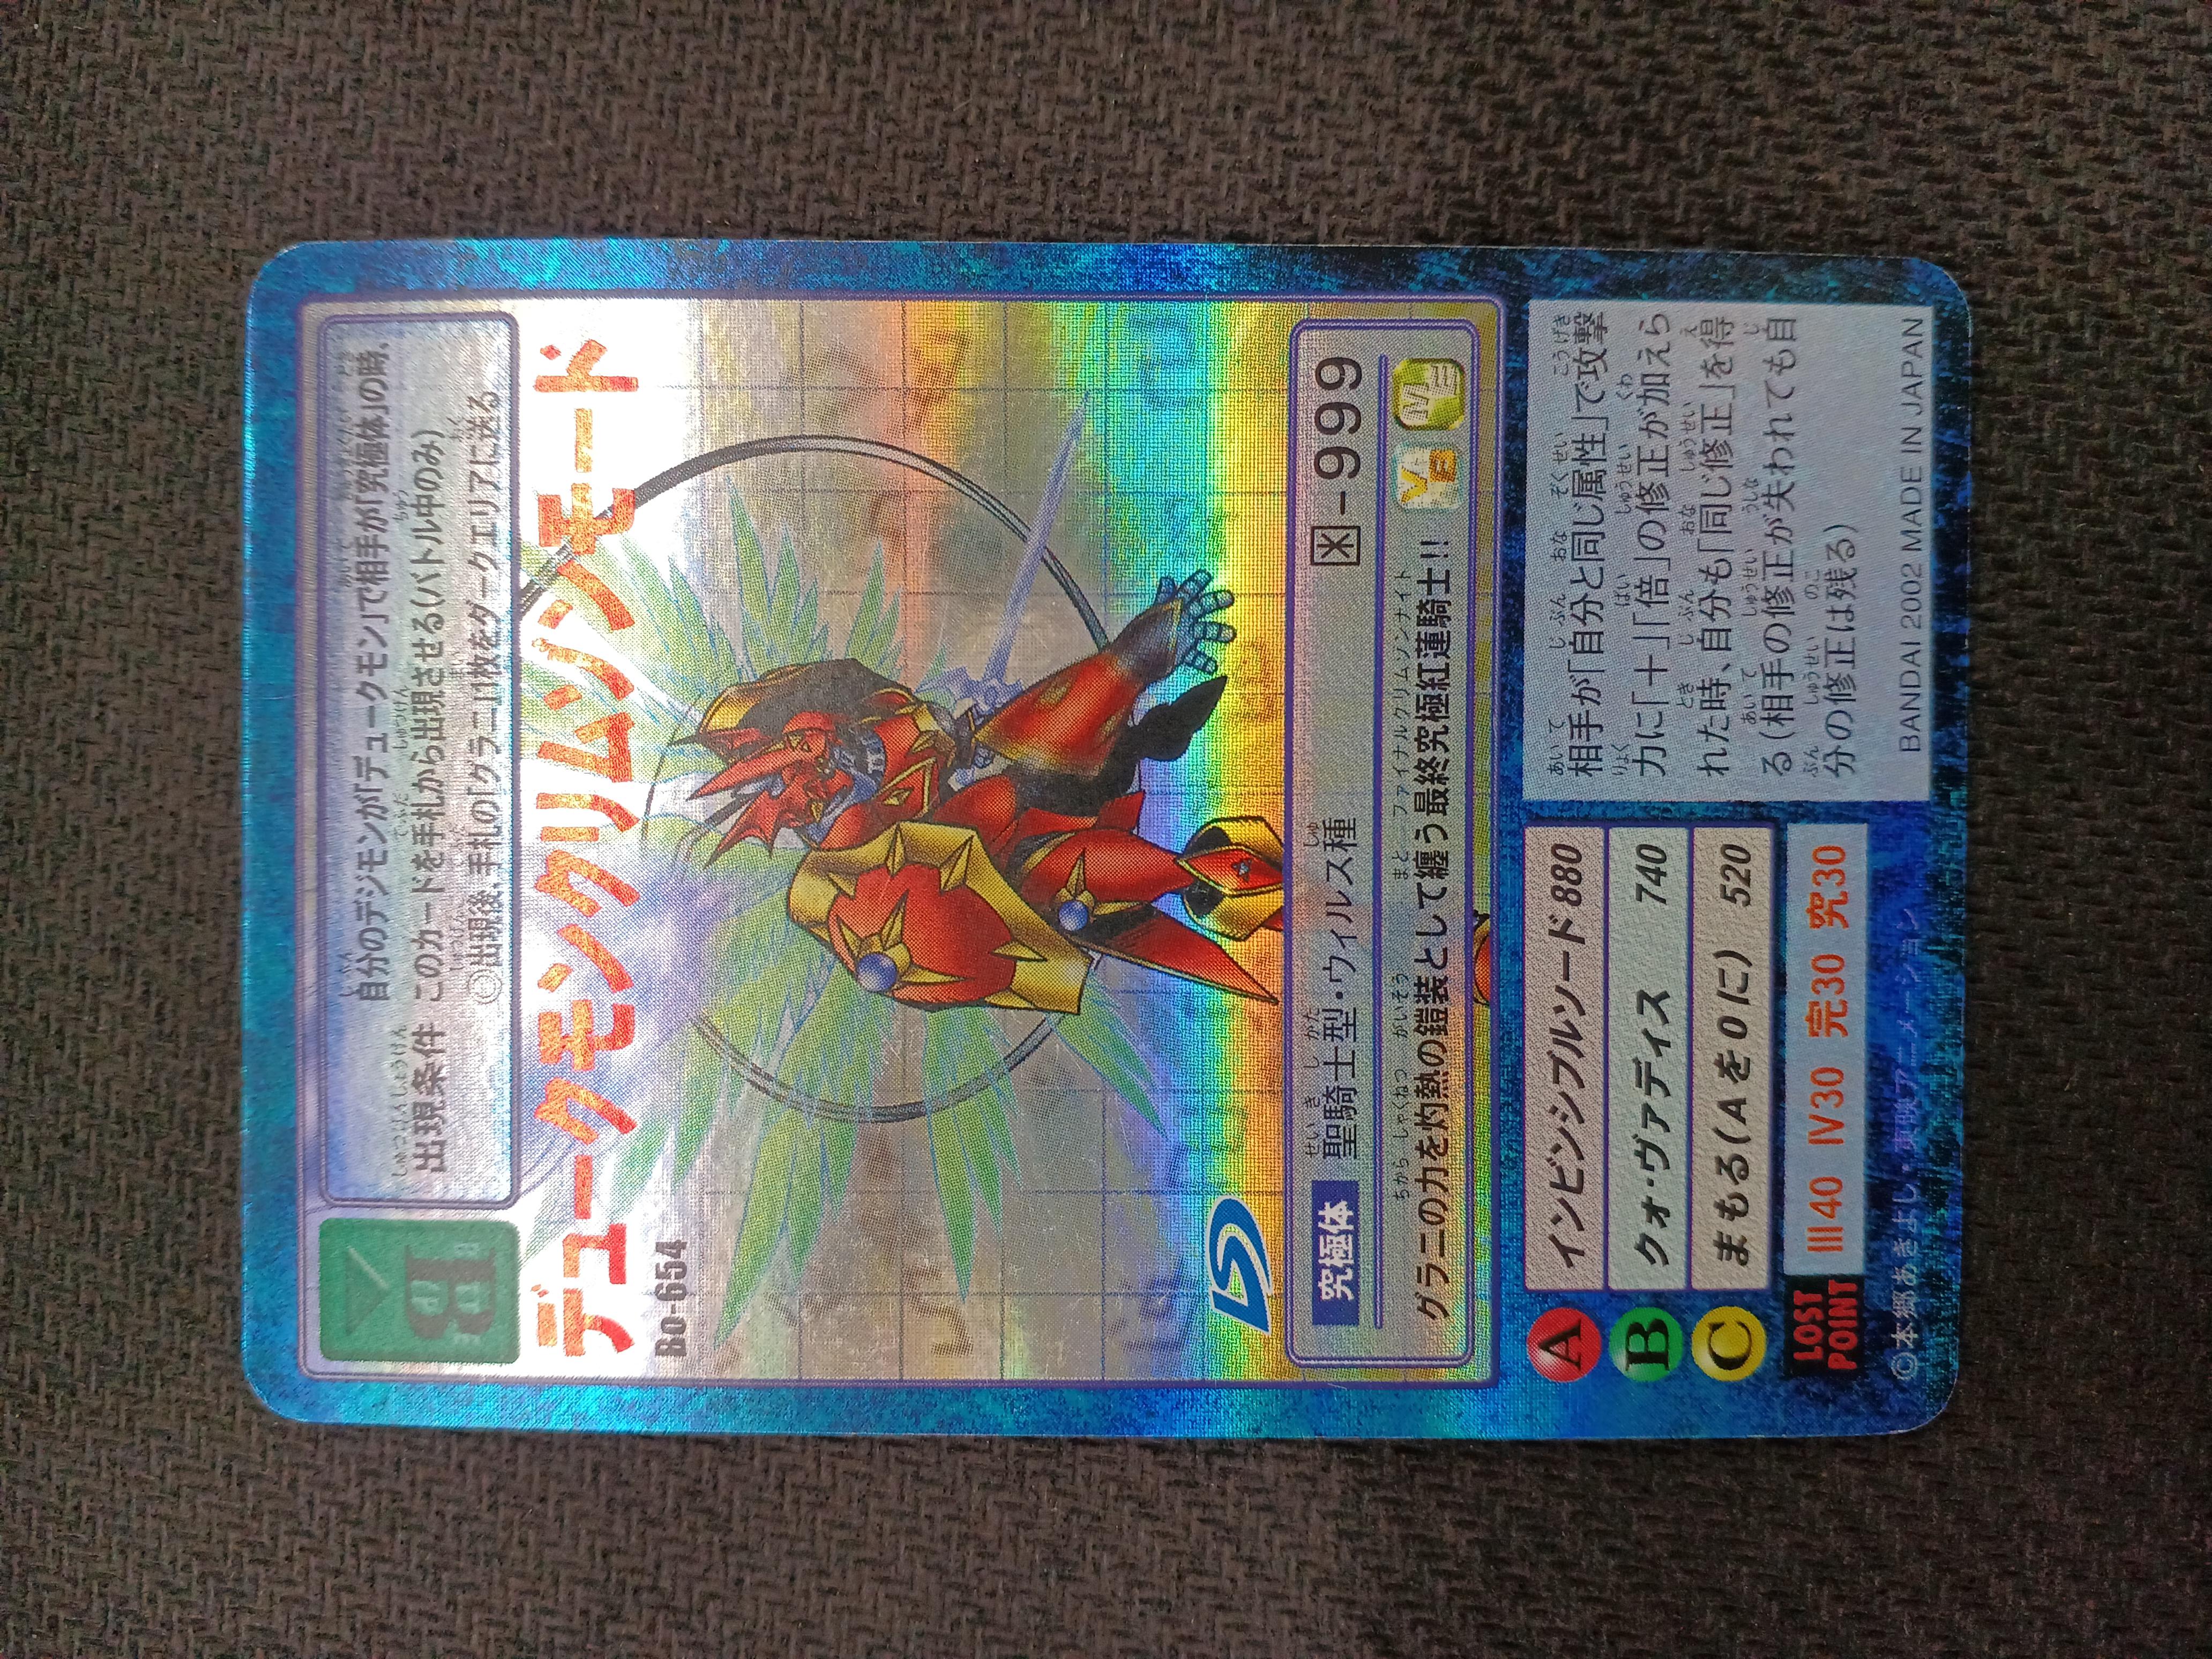 B
自分のデジモンが「デュークモン」で相手が「究極体」の時、
出現条件 このカードを手札から出現させる(バトル中のみ)
◎出現後、手札の「グラニ」1枚をダークエリアに送る
デュークモンクリムゾンモード
Bo-654
究極体 聖騎士型・ウィルス種 -999
グラニの力を灼熱の鎧装として纏う最終究極紅蓮騎士!!
A インビンシブルソード 880
B クォ・ヴァディス 740
C まもる(Aを0に) 520
LOST POINT III40 IV30 完30 究30
相手が「自分と同じ属性」で攻撃
力に「十」「倍」の修正が加えら
れた時、自分も「同じ修正」を得
る(相手の修正が失われても自
分の修正は残る)
©本郷あきよし・東映アニメーション
BANDAI 2002 MADE IN JAPAN